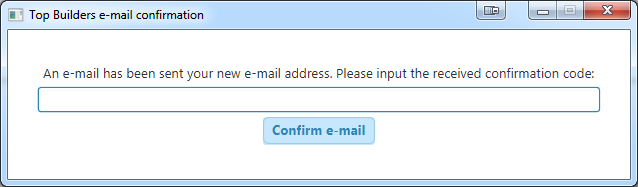 Top Builders e-mail confirmation
An e-mail has been sent your new e-mail address. Please input the received confirmation code:
Confirm e-mail